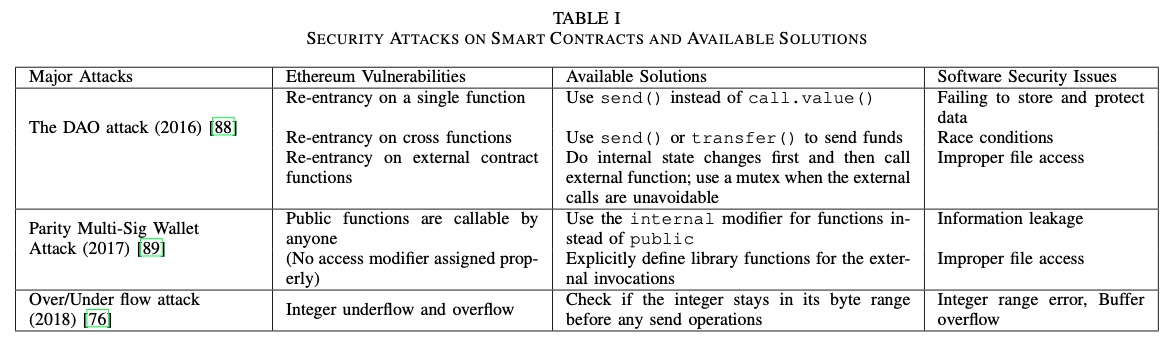 TABLE I
SECURITY ATTACKS ON SMART CONTRACTS AND AVAILABLE SOLUTIONS
Major Attacks
Ethereum Vulnerabilities
Available Solutions
Software Security Issues
The DAO attack (2016) [88]
Re-entrancy on a single function
Use send() instead of call.value()
Failing to store and protect
data
Re-entrancy on cross functions
Use send() or transfer() to send funds
Race conditions
Re-entrancy on external contract
functions
Do internal state changes first and then call
external function; use a mutex when the external
calls are unavoidable
Improper file access
Parity Multi-Sig Wallet
Attack (2017) [89]
Public functions are callable by
anyone
Use the internal modifier for functions in-
stead of public
Information leakage
(No access modifier assigned prop-
erly)
Explicitly define library functions for the exter-
nal invocations
Improper file access
Over/Under flow attack
(2018) [76]
Integer underflow and overflow
Check if the integer stays in its byte range
before any send operations
Integer range error, Buffer
overflow